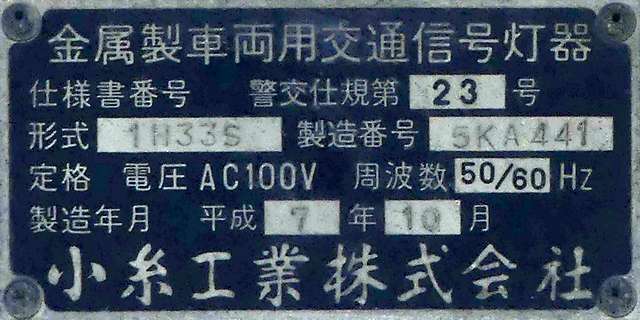 金属製車両用交通信号灯器
仕様書番号 警交仕規第 23 号
形式 1H33S 製造番号 5KA441
定格 電圧 AC100V 周波数 50/60 Hz
製造年月 平成 7 年 10 月
小糸工業株式会社